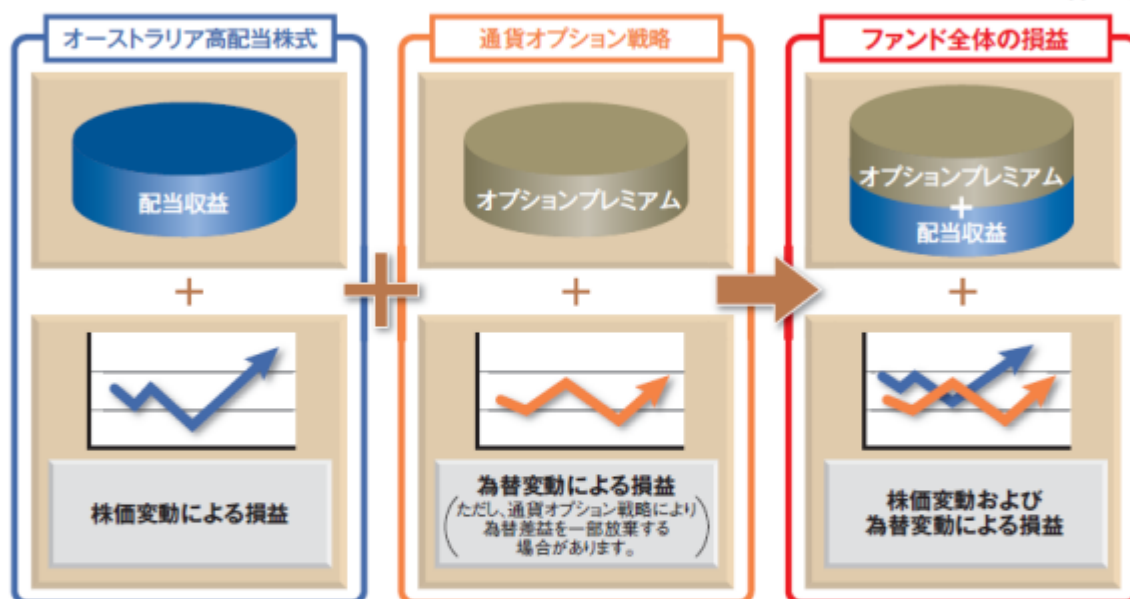 オーストラリア高配当株式
配当収益
+
株価変動による損益
+
通貨オプション戦略
オプションプレミアム
+
為替変動による損益
(ただし、通貨オプション戦略により
為替差益を一部放棄する
場合があります。)
ファンド全体の損益
オプションプレミアム
+
配当収益
+
株価変動および
為替変動による損益